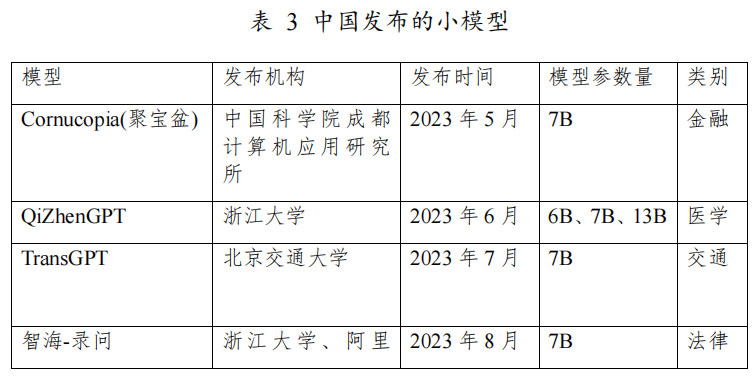 表 3 中国发布的小模型
模型 发布机构 发布时间 模型参数量 类别
Cornucopia(聚宝盆) 中国科学院成都 2023 年 5 月 7B 金融
计算机应用研究
所
QiZhenGPT 浙江大学 2023 年 6 月 6B、7B、13B 医学
TransGPT 北京交通大学 2023 年 7 月 7B 交通
智海-录问 浙江大学、阿里 2023 年 8 月 7B 法律